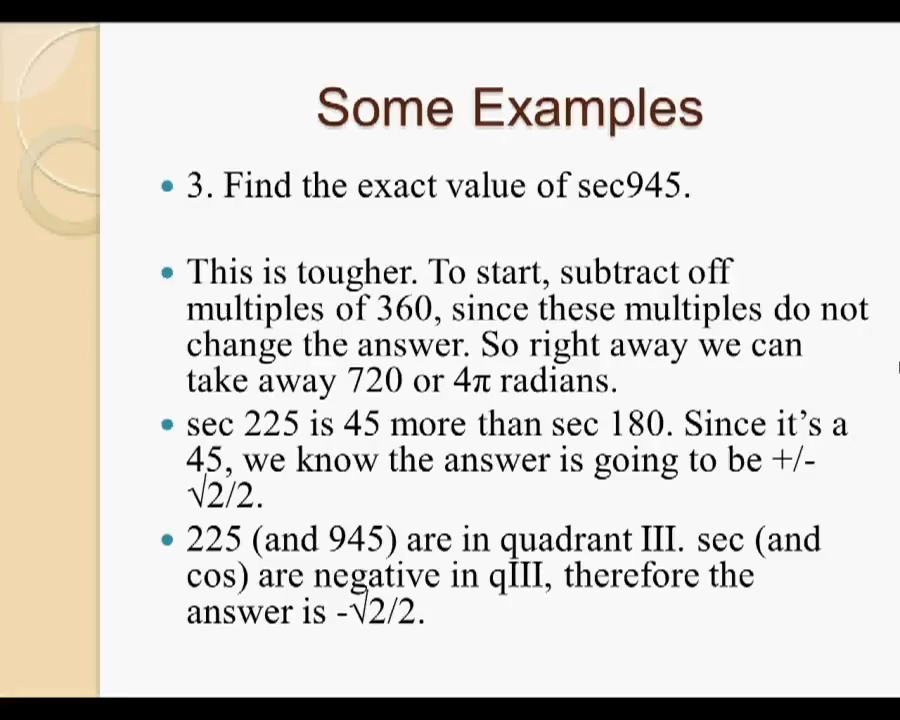 Some Examples
3. Find the exact value of sec945.
This is tougher. To start, subtract off
multiples of 360, since these multiples do not
change the answer. So right away we can
take away 720 or 4π radians.
sec 225 is 45 more than sec 180. Since it’s a
45, we know the answer is going to be +/-
√2/2.
225 (and 945) are in quadrant III. sec (and
cos) are negative in qIII, therefore the
answer is -√2/2.